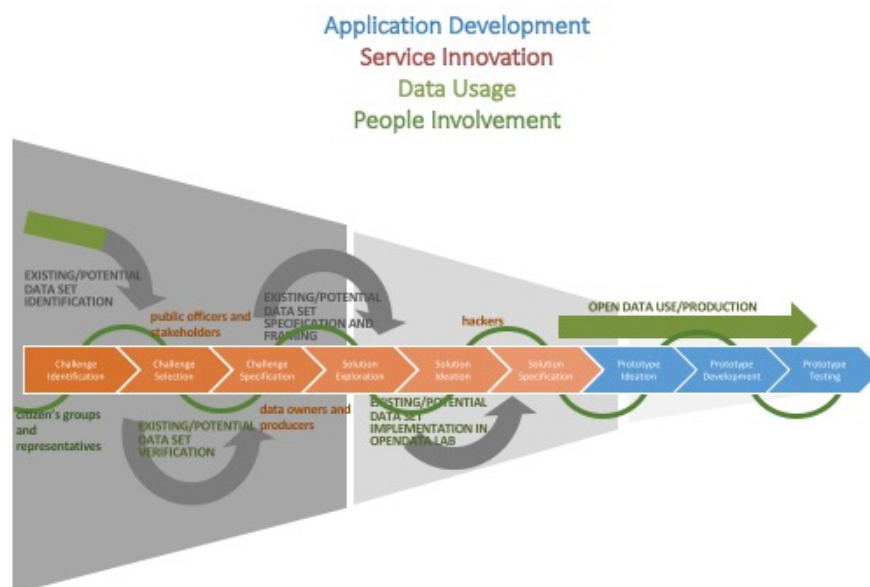 Application Development
Service Innovation
Data Usage
People Involvement
EXISTING/POTENTIAL
DATA SET
IDENTIFICATION
public officers and
stakeholders
EXISTING/POTENTIAL
DATA SET
SPECIFICATION AND
FRAMING
hackers
OPEN DATA USE/PRODUCTION
Challenge
Identification
Challenge
Selection
Challenge
Specification
Solution
Exploration
Solution
Ideation
Solution
Specification
Prototype
Ideation
Prototype
Development
Prototype
Testing
citizen's groups
and
representatives
EXISTING/POTENTIAL
DATA SET
VERIFICATION
data owners and
producers
EXISTING/POTENTIAL
DATA SET
IMPLEMENTATION IN
OPENDATA LAB